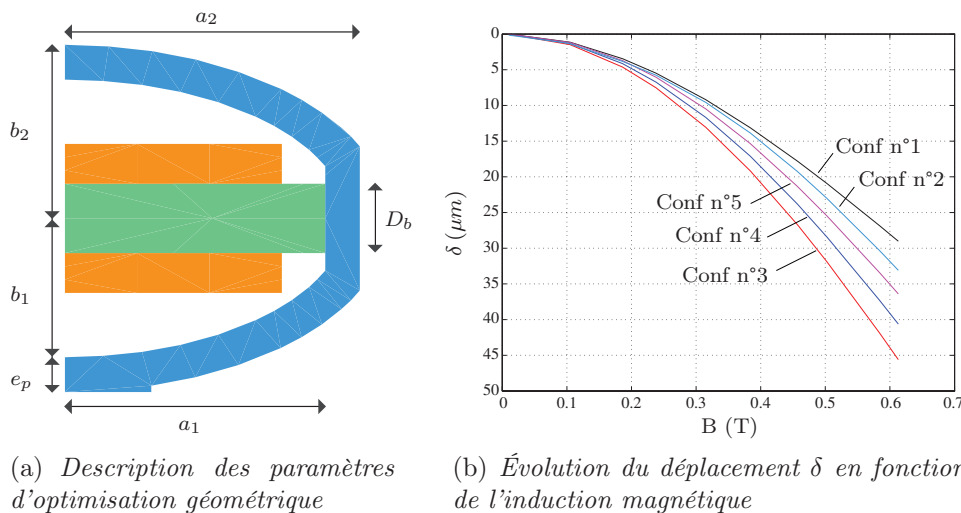 a₂
b₂
b₁
D_b
e_p
a₁
(a) Description des paramètres
d'optimisation géométrique
0
5
10
15
20
25
30
35
40
45
50
δ (μm)
Conf n°1
Conf n°2
Conf n°5
Conf n°4
Conf n°3
0 0.1 0.2 0.3 0.4 0.5 0.6 0.7
B (T)
(b) Évolution du déplacement δ en fonction
de l'induction magnétique